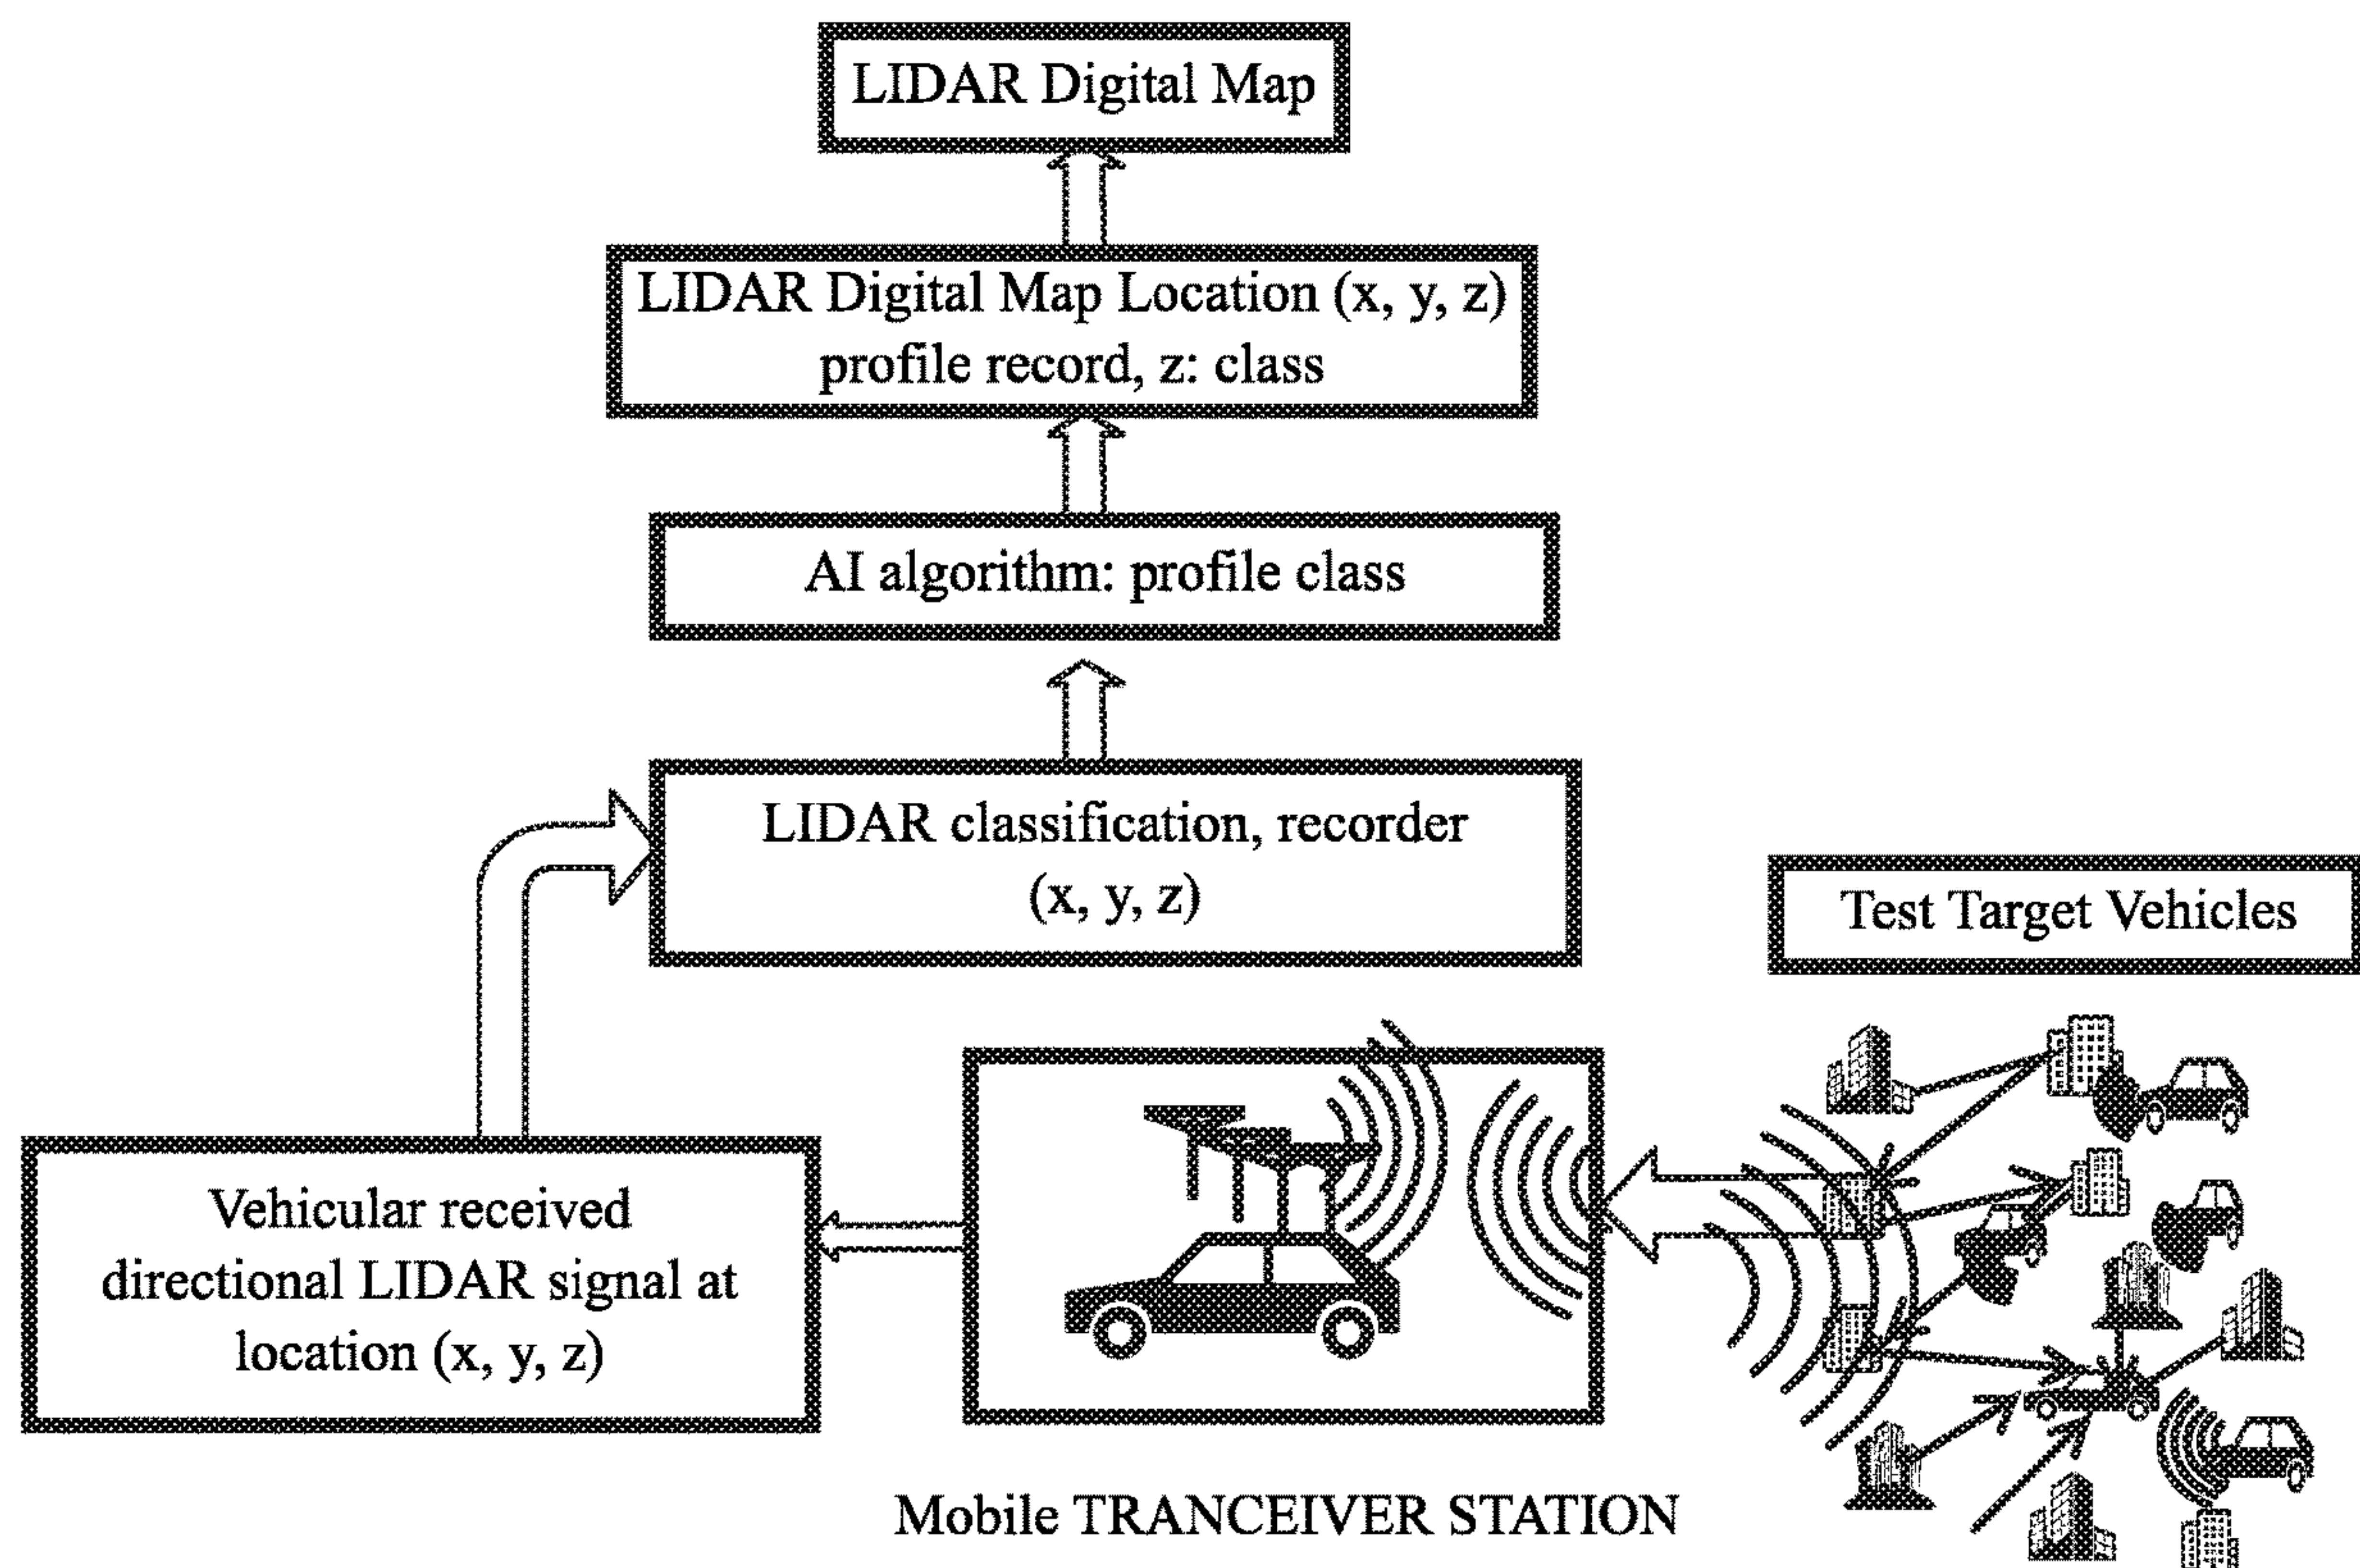 LIDAR Digital Map
LIDAR Digital Map Location (x, y, z)
profile record, z: class
AI algorithm: profile class
LIDAR classification, recorder
(x, y, z)
Test Target Vehicles
Vehicular received
directional LIDAR signal at
location (x, y, z)
Mobile TRANCEIVER STATION